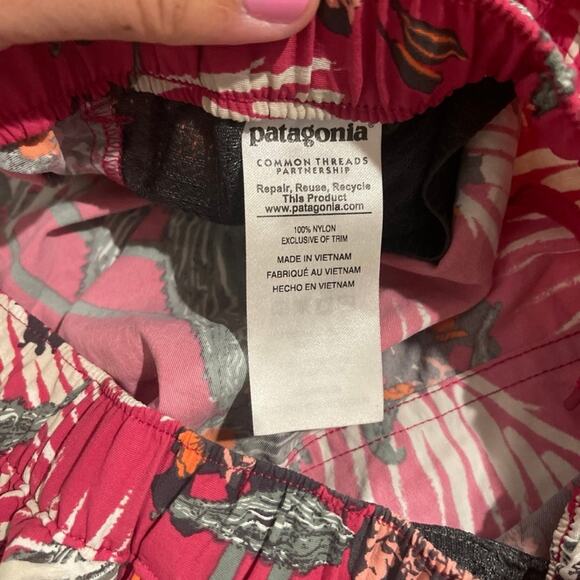 patagonia
COMMON THREADS
PARTNERSHIP
Repair, Reuse, Recycle
This Product
www.patagonia.com
100% NYLON
EXCLUSIVE OF TRIM
MADE IN VIETNAM
FABRIQUÉ AU VIETNAM
HECHO EN VIETNAM